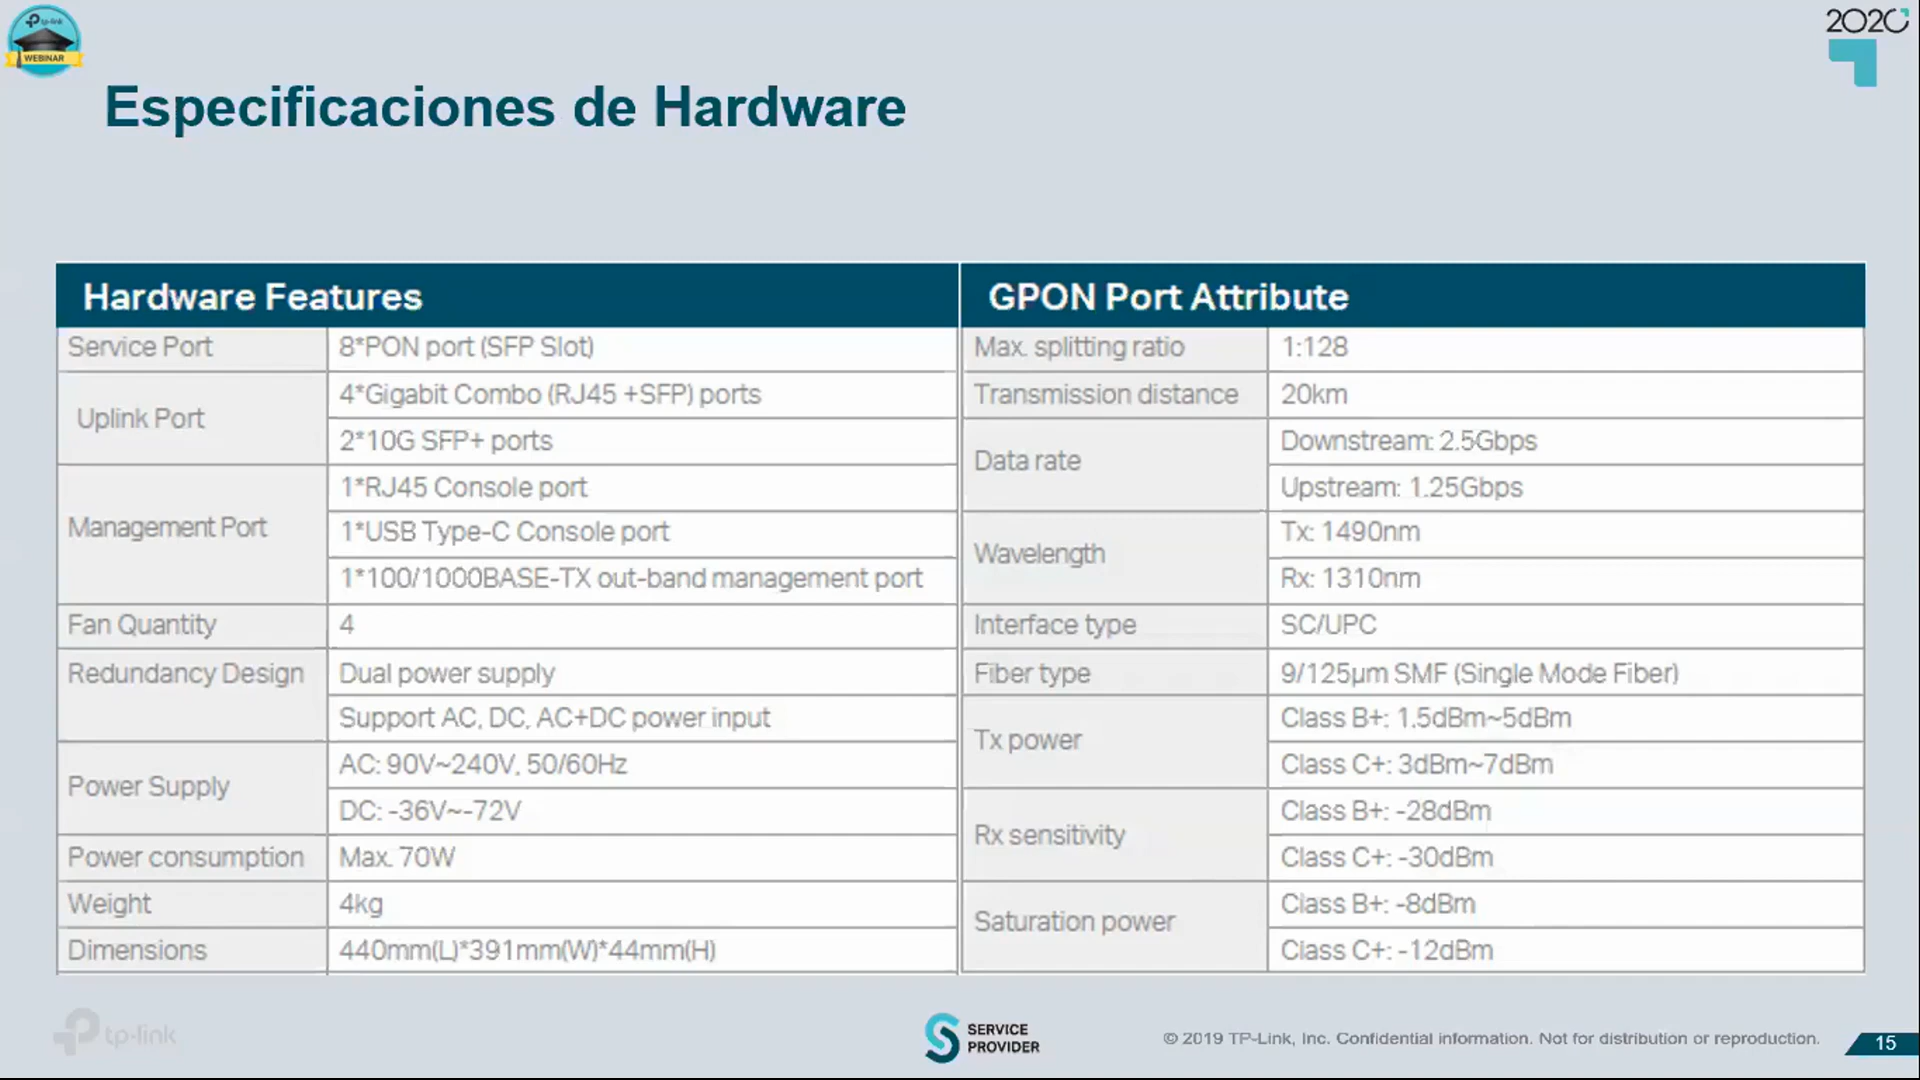 tp-link
WEBINAR
2020
Especificaciones de Hardware
Hardware Features
Service Port 8*PON port (SFP Slot)
Uplink Port 4*Gigabit Combo (RJ45 +SFP) ports
2*10G SFP+ ports
Management Port 1*RJ45 Console port
1*USB Type-C Console port
1*100/1000BASE-TX out-band management port
Fan Quantity 4
Redundancy Design Dual power supply
Support AC, DC, AC+DC power input
Power Supply AC: 90V~240V, 50/60Hz
DC: -36V~-72V
Power consumption Max. 70W
Weight 4kg
Dimensions 440mm(L)*391mm(W)*44mm(H)
GPON Port Attribute
Max. splitting ratio 1:128
Transmission distance 20km
Data rate Downstream: 2.5Gbps
Upstream: 1.25Gbps
Wavelength Tx: 1490nm
Rx: 1310nm
Interface type SC/UPC
Fiber type 9/125μm SMF (Single Mode Fiber)
Tx power Class B+: 1.5dBm~5dBm
Class C+: 3dBm~7dBm
Rx sensitivity Class B+: -28dBm
Class C+: -30dBm
Saturation power Class B+: -8dBm
Class C+: -12dBm
tp-link
SERVICE
PROVIDER
© 2019 TP-Link, Inc. Confidential information. Not for distribution or reproduction.
15